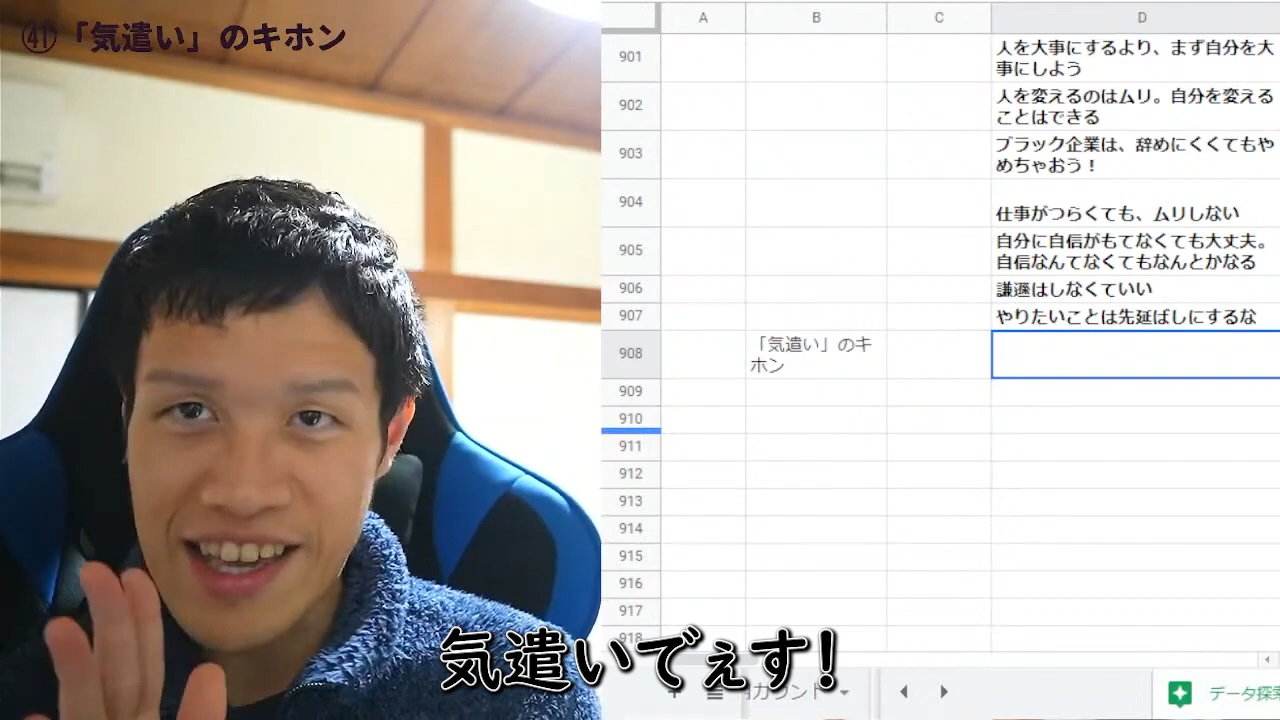 ㊶「気遣い」のキホン
A B C D
901 人を大事にするより、まず自分を大
事にしよう
902 人を変えるのはムリ。自分を変える
ことはできる
903 ブラック企業は、辞めにくくてもや
めちゃおう！
904 仕事がつらくても、ムリしない
905 自分に自信がもてなくても大丈夫。
自信なんてなくてもなんとかなる
906 謙遜はしなくていい
907 やりたいことは先延ばしにするな
908 「気遣い」のキ
ホン
909
910
911
912
913
914
915
916
917
918
気遣いでぇす！
カウント
データ探索